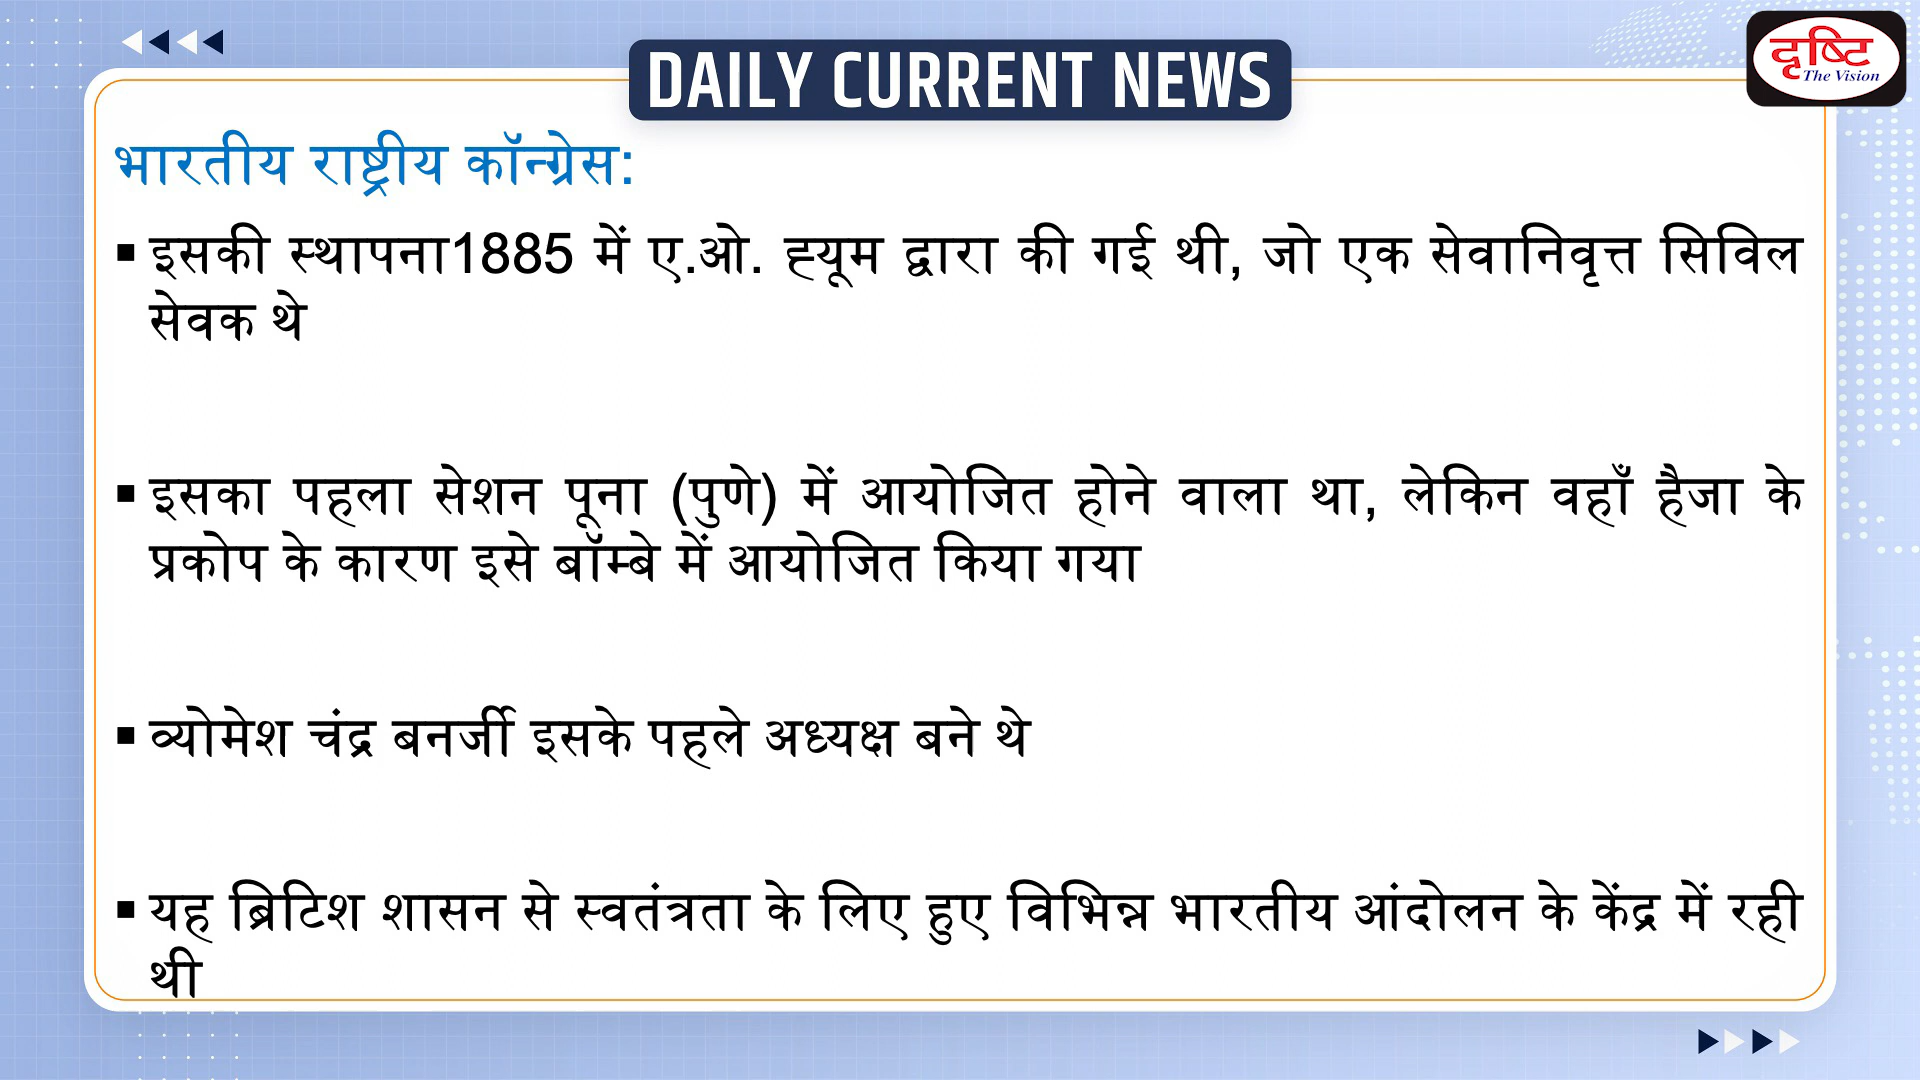 DAILY CURRENT NEWS
दृष्टि
The Vision
भारतीय राष्ट्रीय कॉन्ग्रेस:
▪ इसकी स्थापना1885 में ए.ओ. ह्यूम द्वारा की गई थी, जो एक सेवानिवृत्त सिविल
सेवक थे
▪ इसका पहला सेशन पूना (पुणे) में आयोजित होने वाला था, लेकिन वहाँ हैजा के
प्रकोप के कारण इसे बॉम्बे में आयोजित किया गया
▪ व्योमेश चंद्र बनर्जी इसके पहले अध्यक्ष बने थे
▪ यह ब्रिटिश शासन से स्वतंत्रता के लिए हुए विभिन्न भारतीय आंदोलन के केंद्र में रही
थी